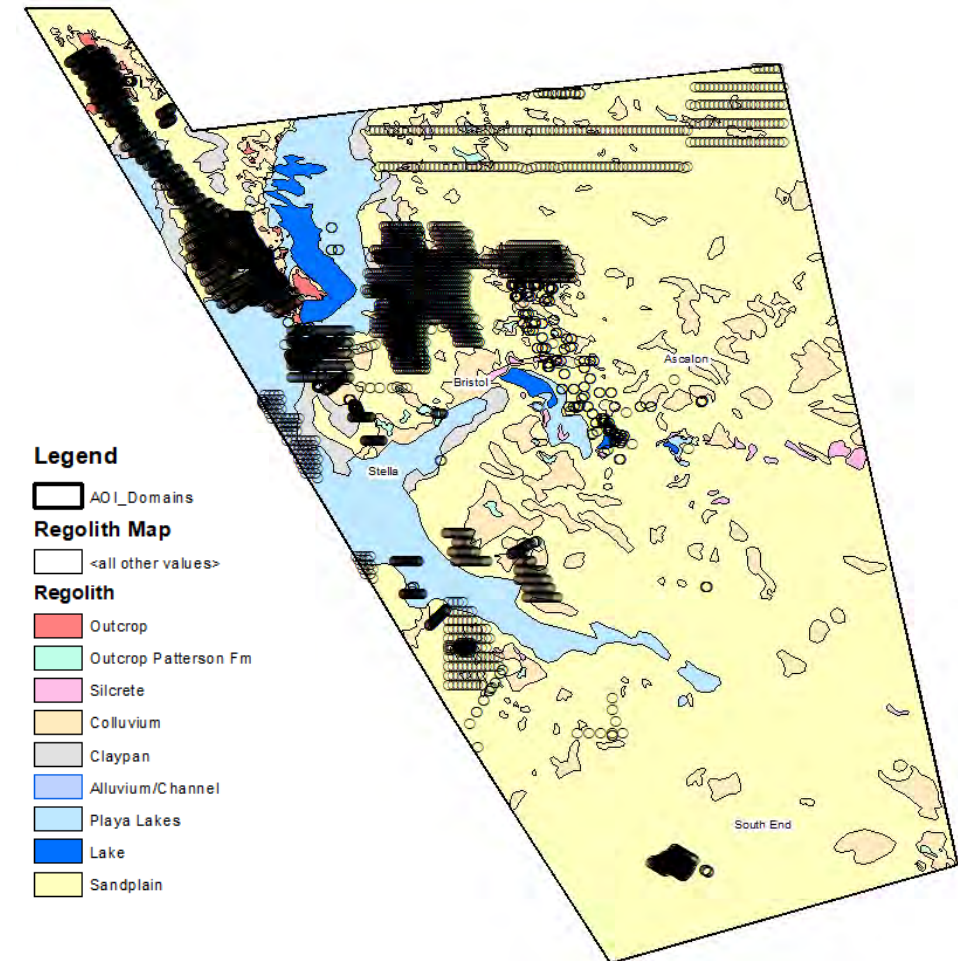 Ascalon
Bristol
Stella
South End
Legend
AOI_Domains
Regolith Map
<all other values>
Regolith
Outcrop
Outcrop Patterson Fm
Silcrete
Colluvium
Claypan
Alluvium/Channel
Playa Lakes
Lake
Sandplain